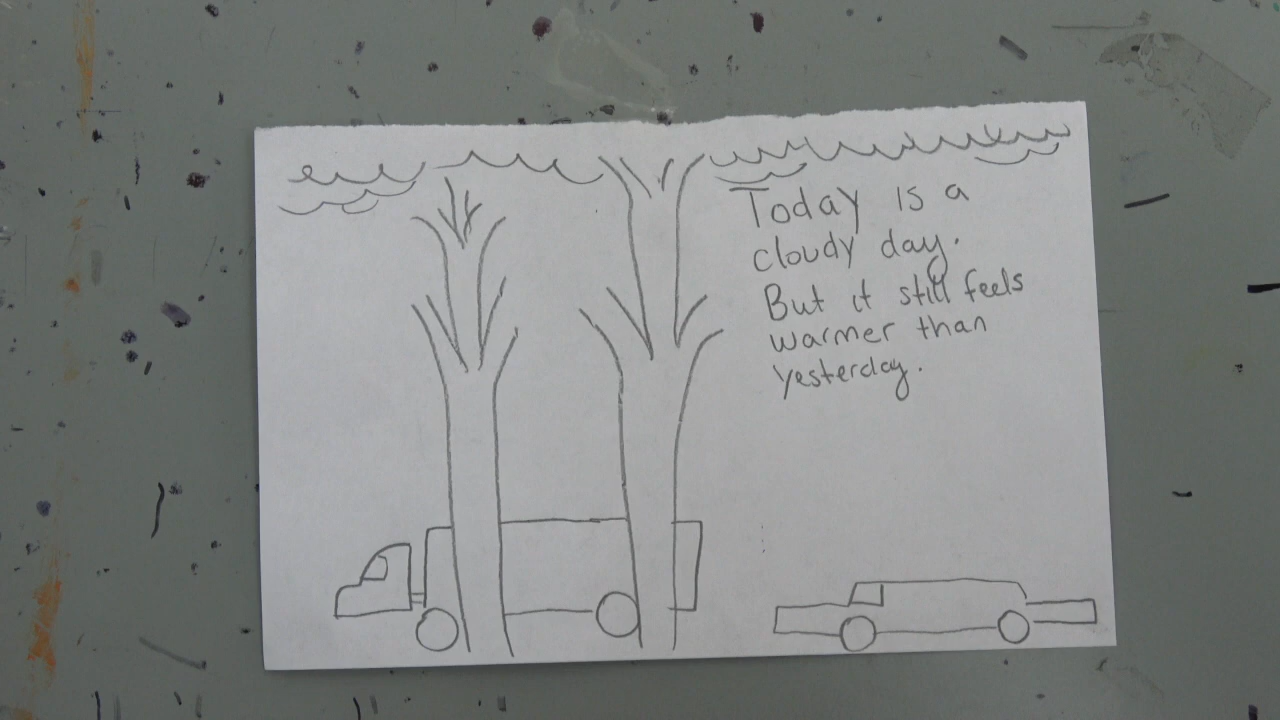 Today is a
cloudy day.
But it still feels
warmer than
yesterday.